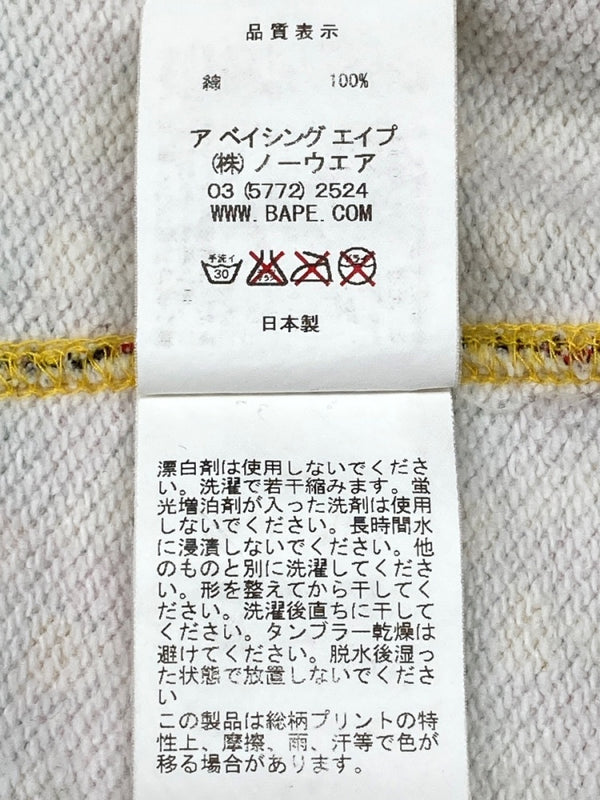 品質表示
綿 100%
ア ベイシング エイプ
(株) ノーウエア
03 (5772) 2524
WWW.BAPE.COM
手洗イ
30
日本製
漂白剤は使用しないでくださ
い。洗濯で若干縮みます。蛍
光増泊剤が入った洗剤は使用
しないでください。長時間水
に浸漬しないでください。他
のものと別に洗濯してくださ
い。形を整えてから干してく
ださい。洗濯後直ちに干して
ください。タンブラー乾燥は
避けてください。脱水後湿っ
た状態で放置しないでくださ
い
この製品は総柄プリントの特
性上、摩擦、雨、汗等で色が
移る場合があります。